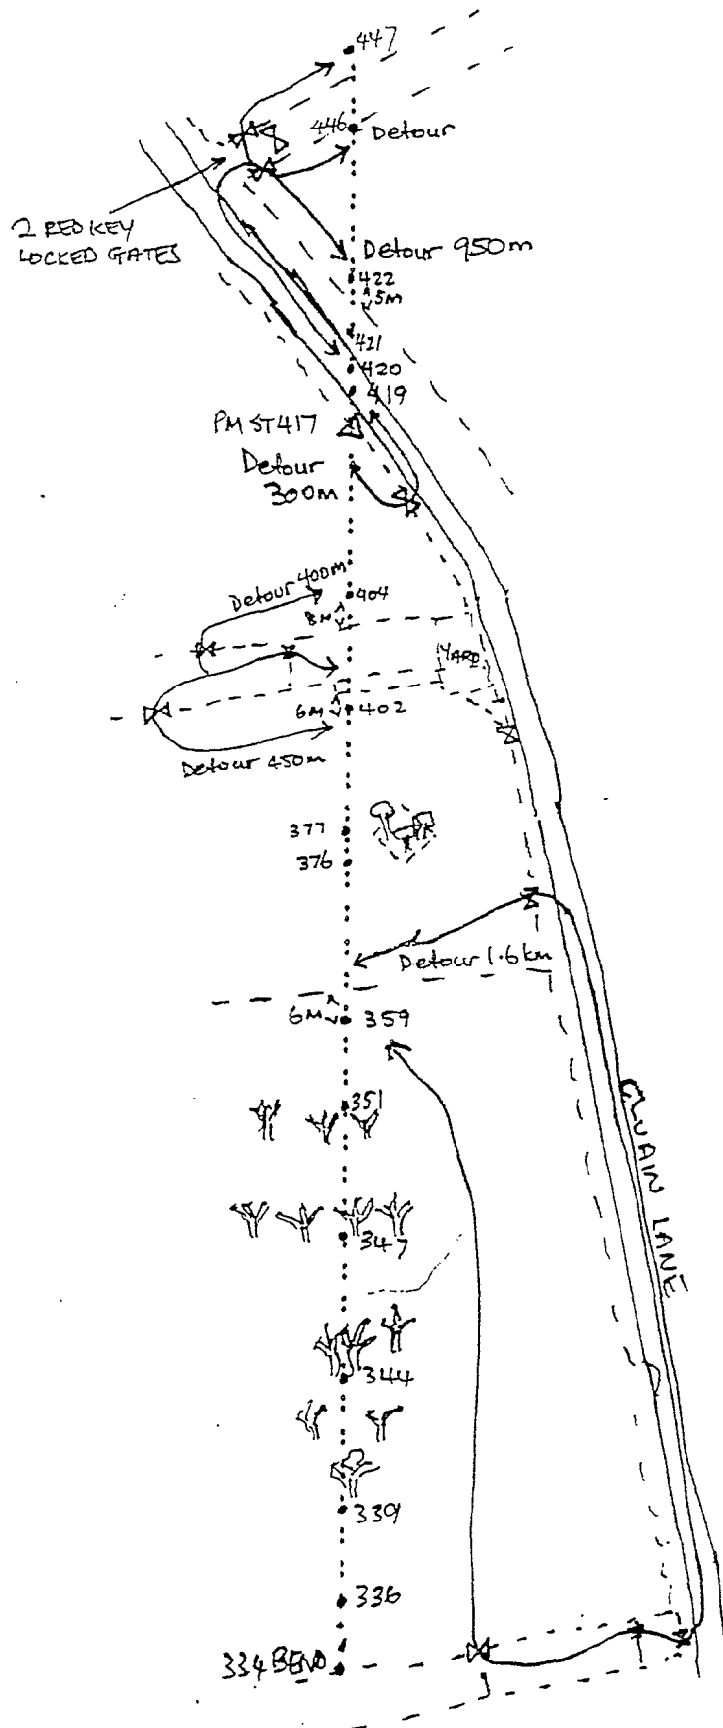 447
446 Detour
2 RED KEY
LOCKED GATES
Detour 950m
422
5M
421
420
419
PM ST 417
Detour
300m
Detour 400m
404
8M
YARD
6M
402
Detour 450m
377
376
Detour 1.6km
6M
359
351
CLUAIN LANE
347
344
339
336
334 BEND